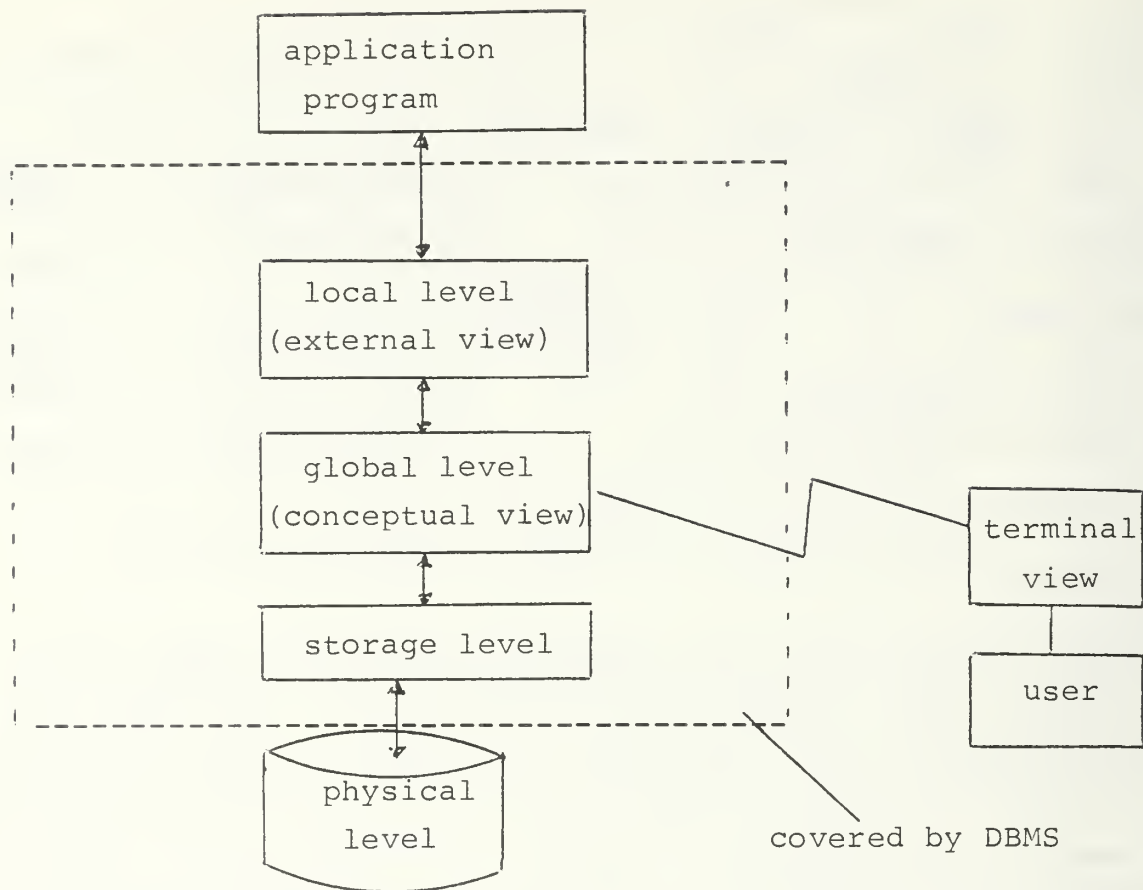 application
program
local level
(external view)
global level
(conceptual view)
terminal
view
storage level
user
physical
level
covered by DBMS